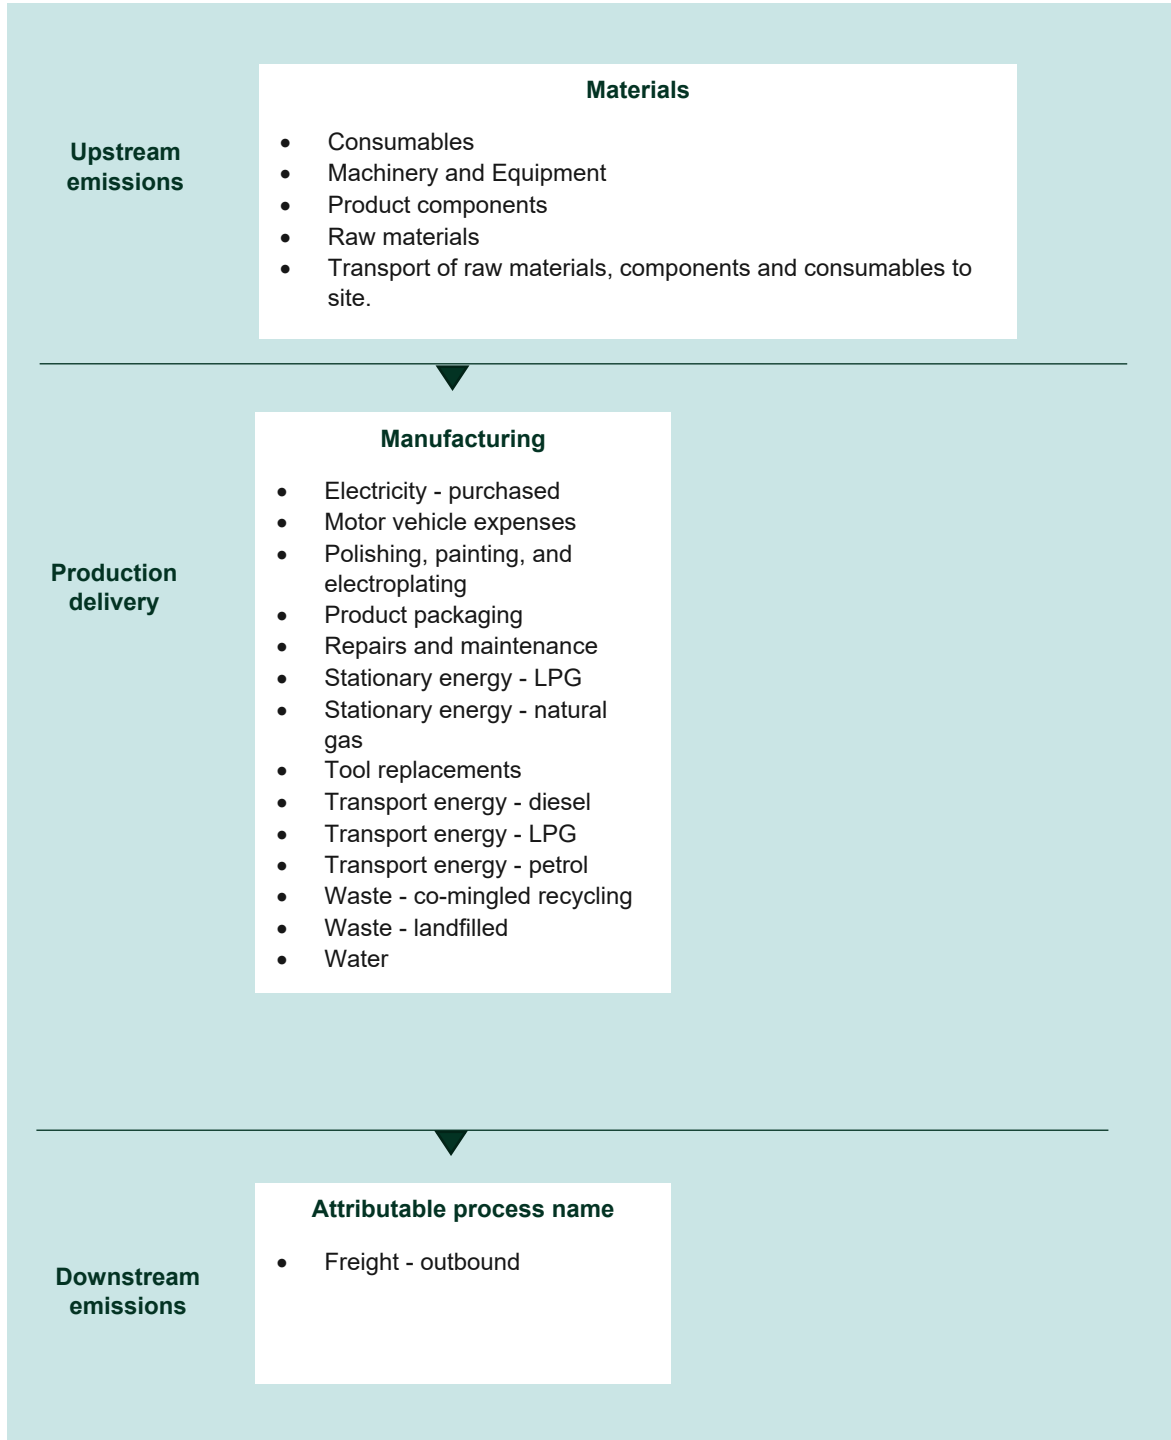 Materials
Upstream
emissions
• Consumables
• Machinery and Equipment
• Product components
• Raw materials
• Transport of raw materials, components and consumables to
site.
Manufacturing
Production
delivery
• Electricity - purchased
• Motor vehicle expenses
• Polishing, painting, and
electroplating
• Product packaging
• Repairs and maintenance
• Stationary energy - LPG
• Stationary energy - natural
gas
• Tool replacements
• Transport energy - diesel
• Transport energy - LPG
• Transport energy - petrol
• Waste - co-mingled recycling
• Waste - landfilled
• Water
Attributable process name
Downstream
emissions
• Freight - outbound